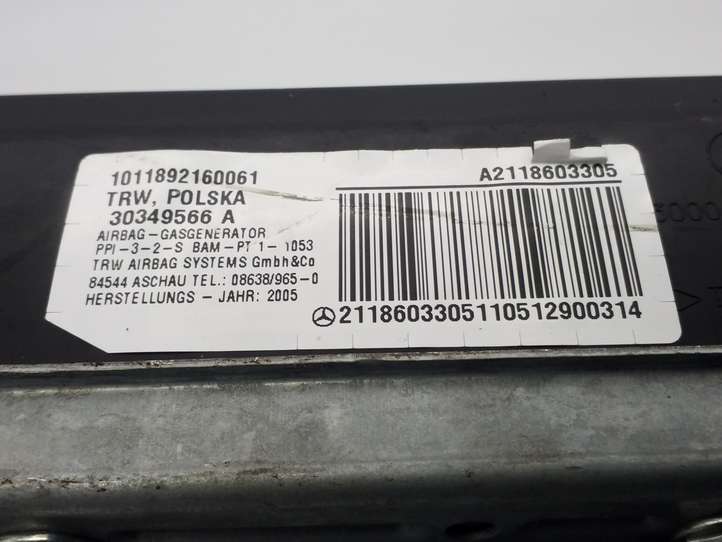 1011892160061
TRW, POLSKA
30349566 A
AIRBAG-GASGENERATOR
PPI-3-2-S BAM-PT 1- 1053
TRW AIRBAG SYSTEMS GmbH&Co
84544 ASCHAU TEL.: 08638/965-0
HERSTELLUNGS - JAHR: 2005
A2118603305
2118603305110512900314